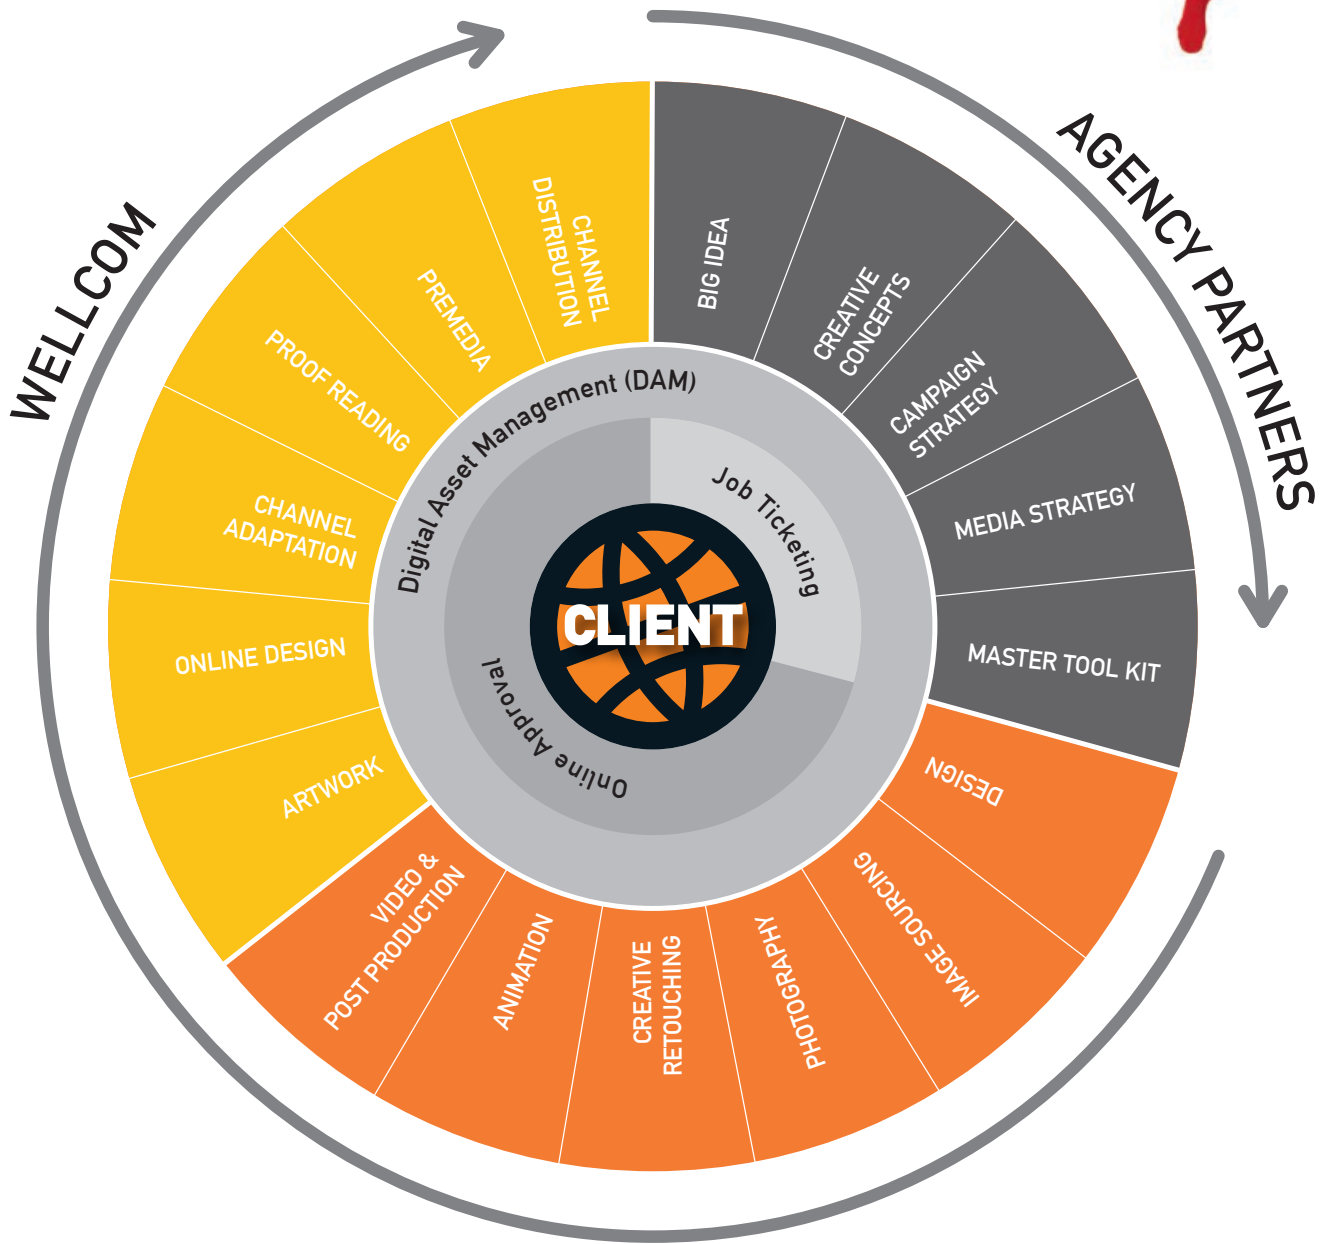 WELLCOM
AGENCY PARTNERS
BIG IDEA
CREATIVE
CONCEPTS
CAMPAIGN
STRATEGY
MEDIA STRATEGY
MASTER TOOL KIT
DESIGN
IMAGE SOURCING
PHOTOGRAPHY
CREATIVE
RETOUCHING
ANIMATION
VIDEO &
POST PRODUCTION
ARTWORK
ONLINE DESIGN
CHANNEL
ADAPTATION
PROOF READING
PREMEDIA
CHANNEL
DISTRIBUTION
Digital Asset Management (DAM)
Job Ticketing
Online Approval
CLIENT